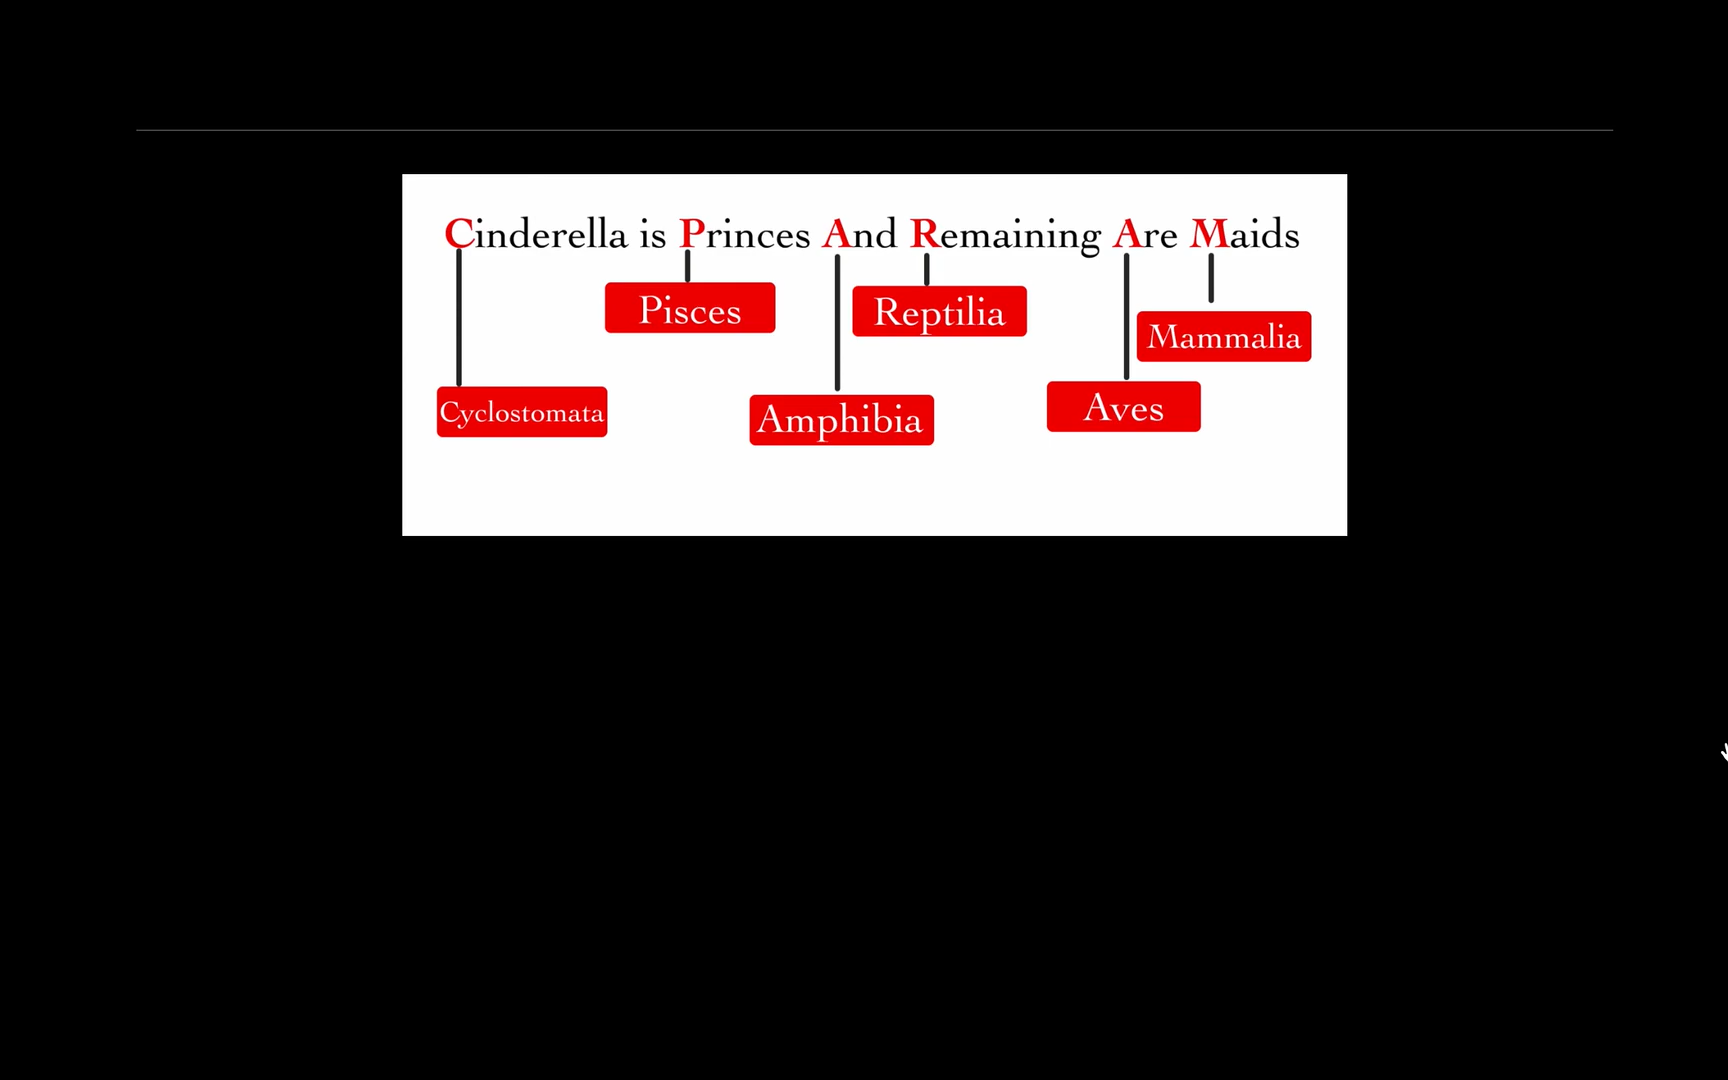 Cinderella is Princes And Remaining Are Maids
Pisces
Reptilia
Mammalia
Cyclostomata
Amphibia
Aves